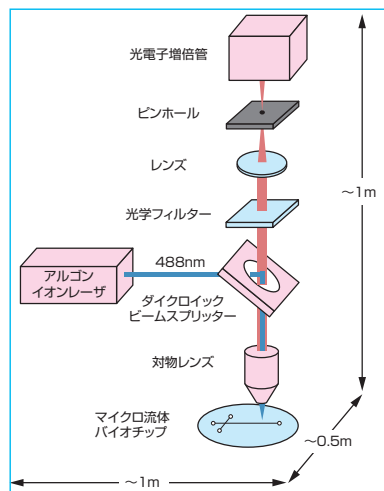 光電子増倍管
ピンホール
レンズ
光学フィルター
～1m
488nm
アルゴン
イオンレーザ
ダイクロイック
ビームスプリッター
対物レンズ
マイクロ流体
バイオチップ
～0.5m
～1m